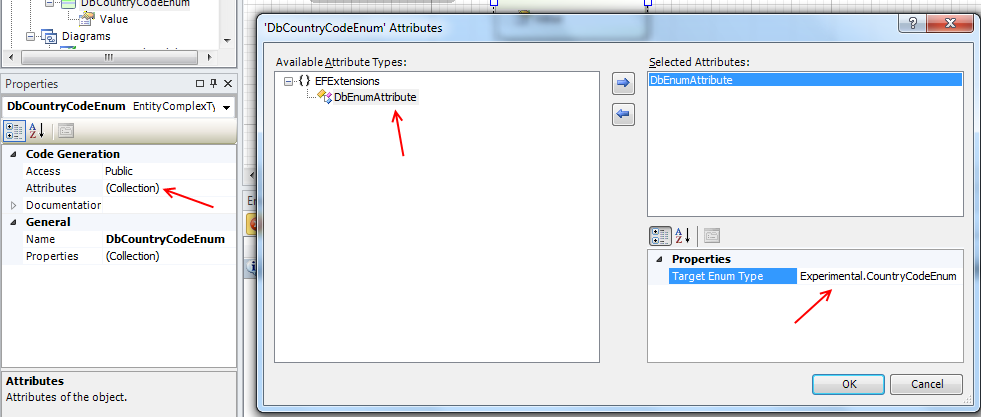 DbCountryCodeEnum
Value
Diagrams
Properties
DbCountryCodeEnum EntityComplexTy
Code Generation
Access Public
Attributes (Collection)
Documentation
General
Name DbCountryCodeEnum
Properties (Collection)
Attributes
Attributes of the object.
'DbCountryCodeEnum' Attributes
Available Attribute Types:
{ } EFExtensions
DbEnumAttribute
Selected Attributes:
DbEnumAttribute
Properties
Target Enum Type Experimental.CountryCodeEnum
OK Cancel